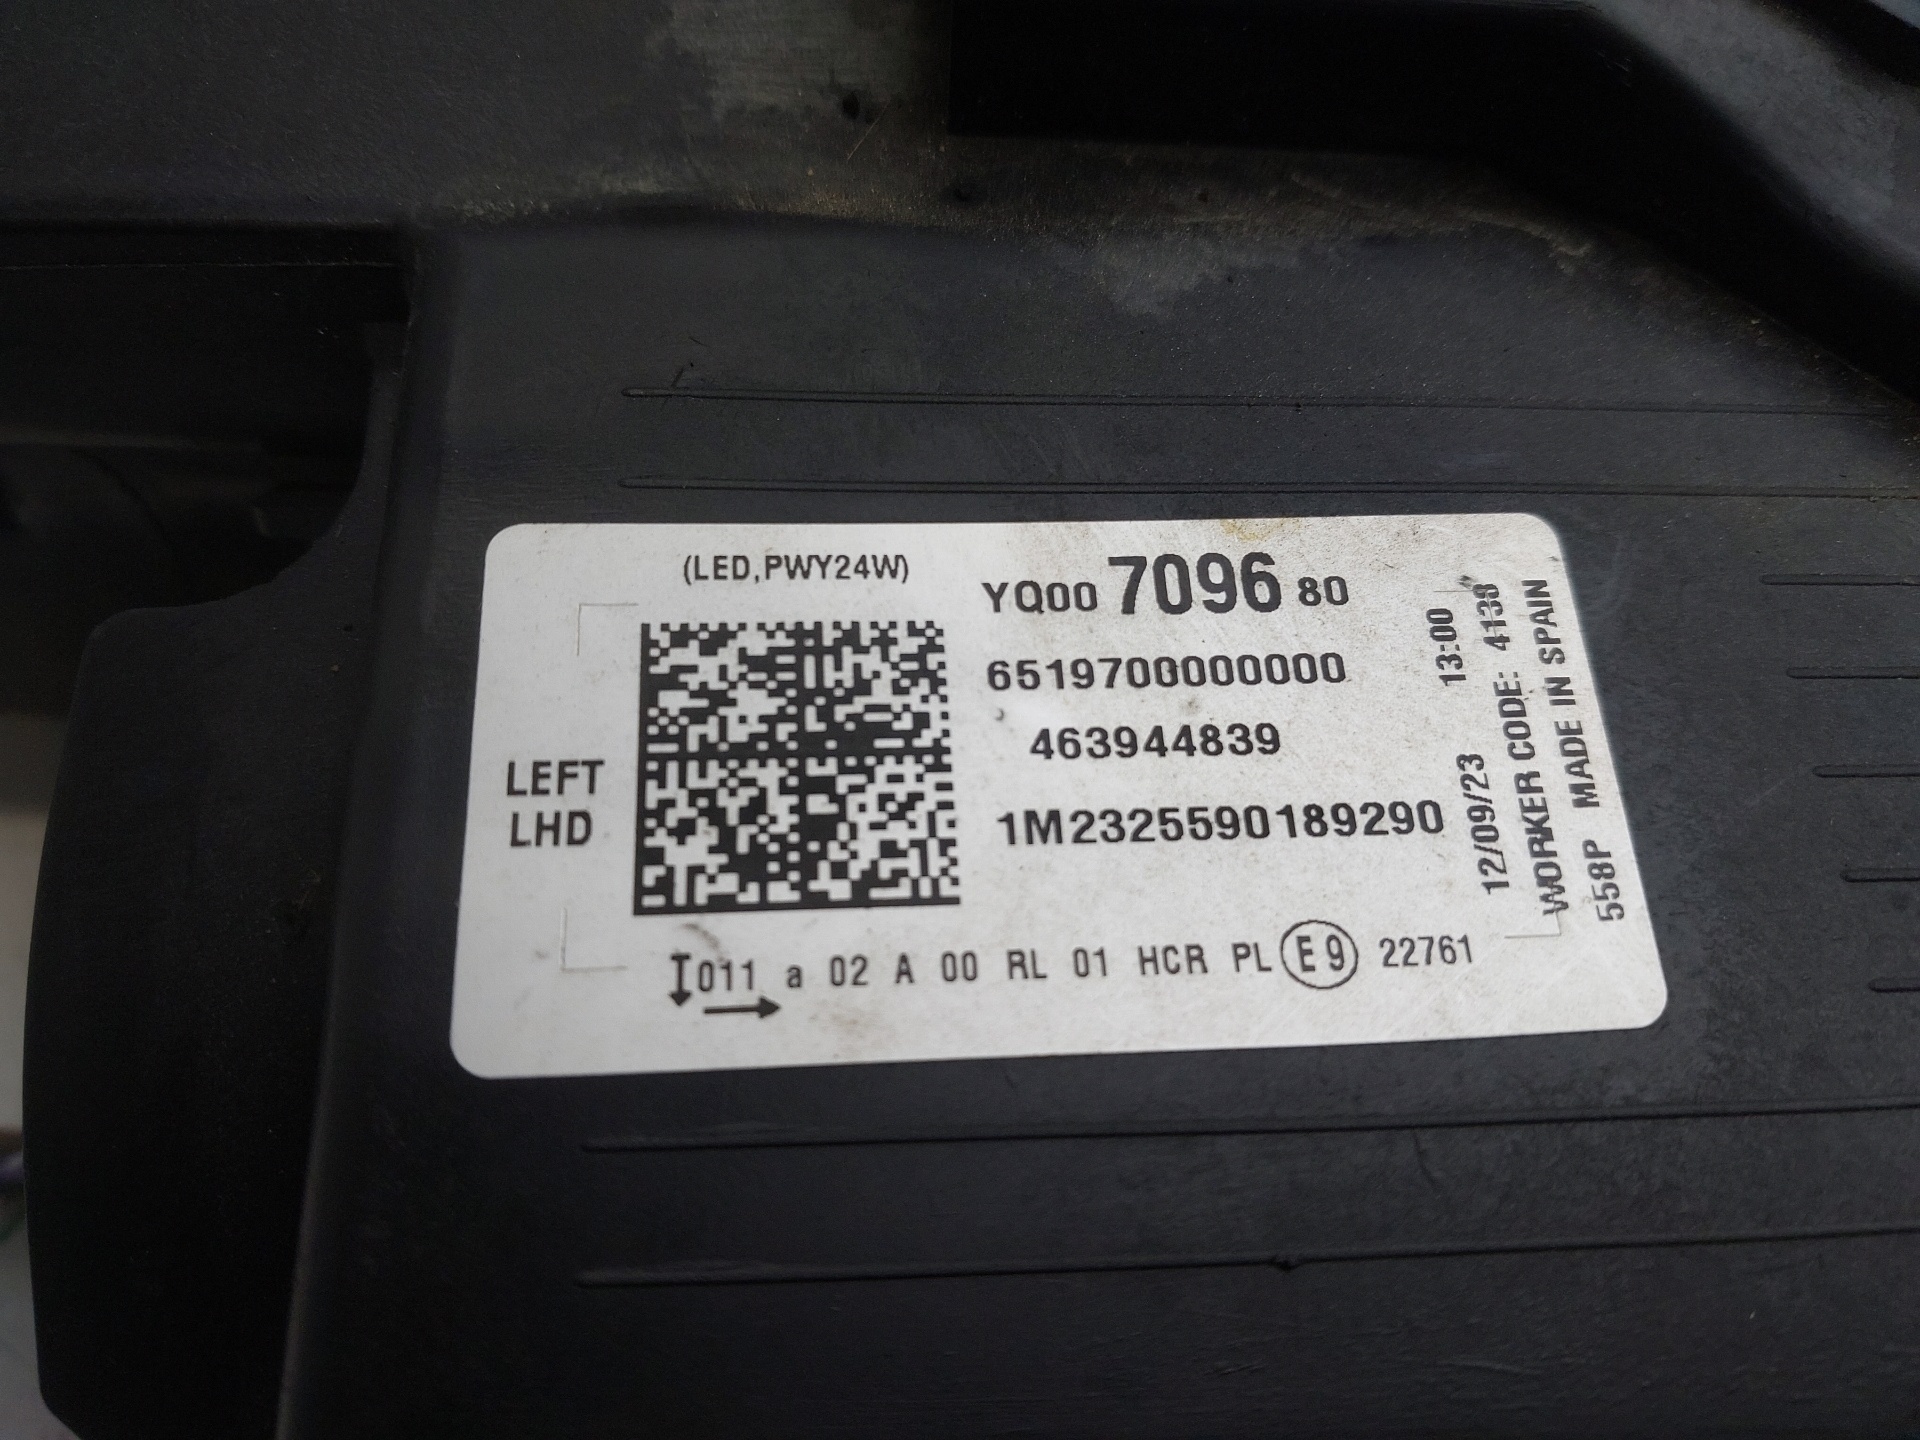 (LED,PWY24W)
YQ00 7096 80
6519700000000
463944839
1M2325590189290
LEFT
LHD
I011 a 02 A 00 RL 01 HCR PL E9 22761
12/09/23 13:00
WORKER CODE: 4138
558P MADE IN SPAIN